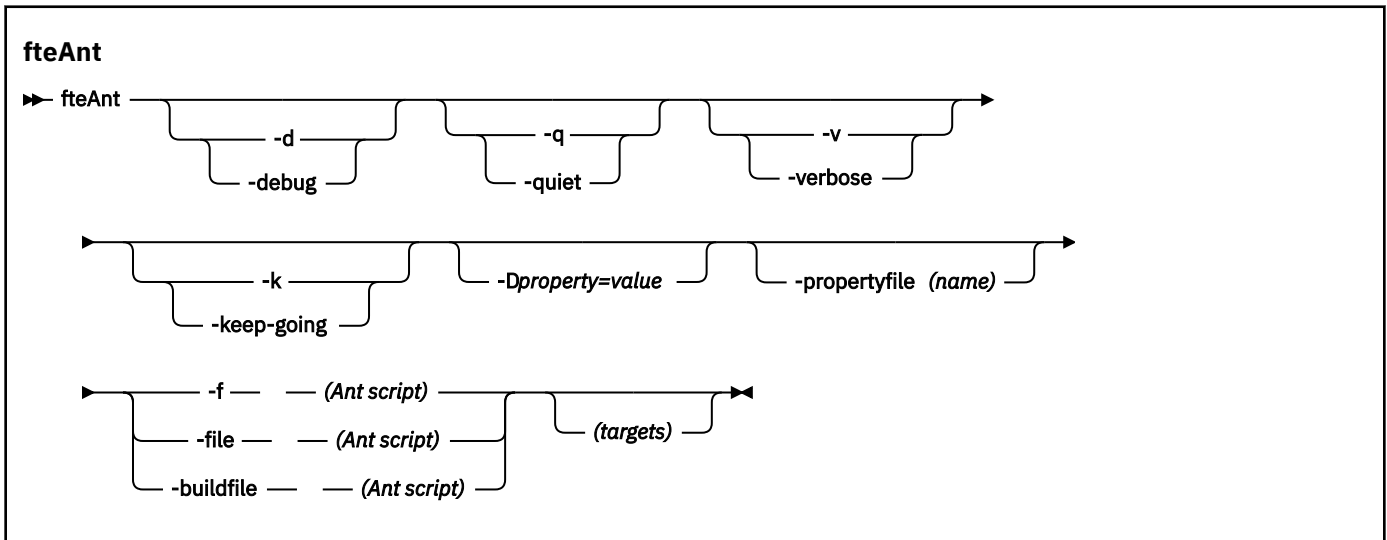 fteAnt
fteAnt
-d -q -v
-debug -quiet -verbose
-k -Dproperty=value -propertyfile (name)
-keep-going
-f (Ant script)
-file (Ant script) (targets)
-buildfile (Ant script)